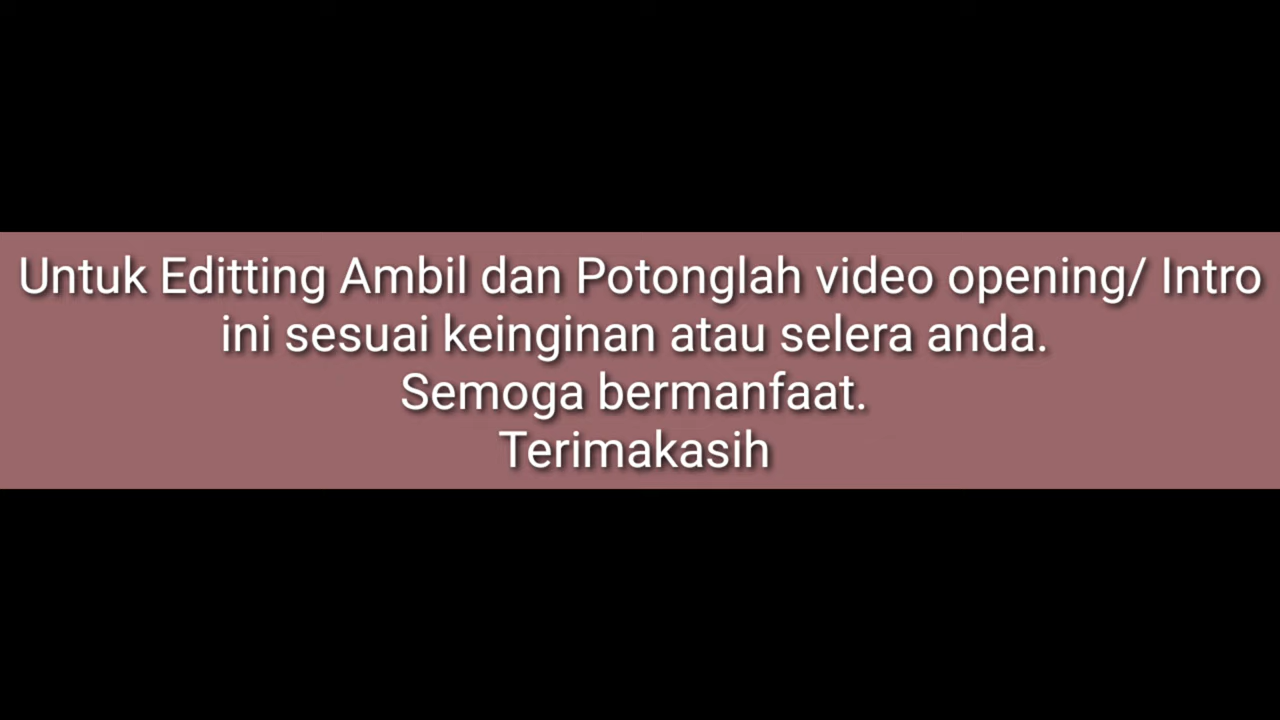 Untuk Editting Ambil dan Potonglah video opening/ Intro
ini sesuai keinginan atau selera anda.
Semoga bermanfaat.
Terimakasih